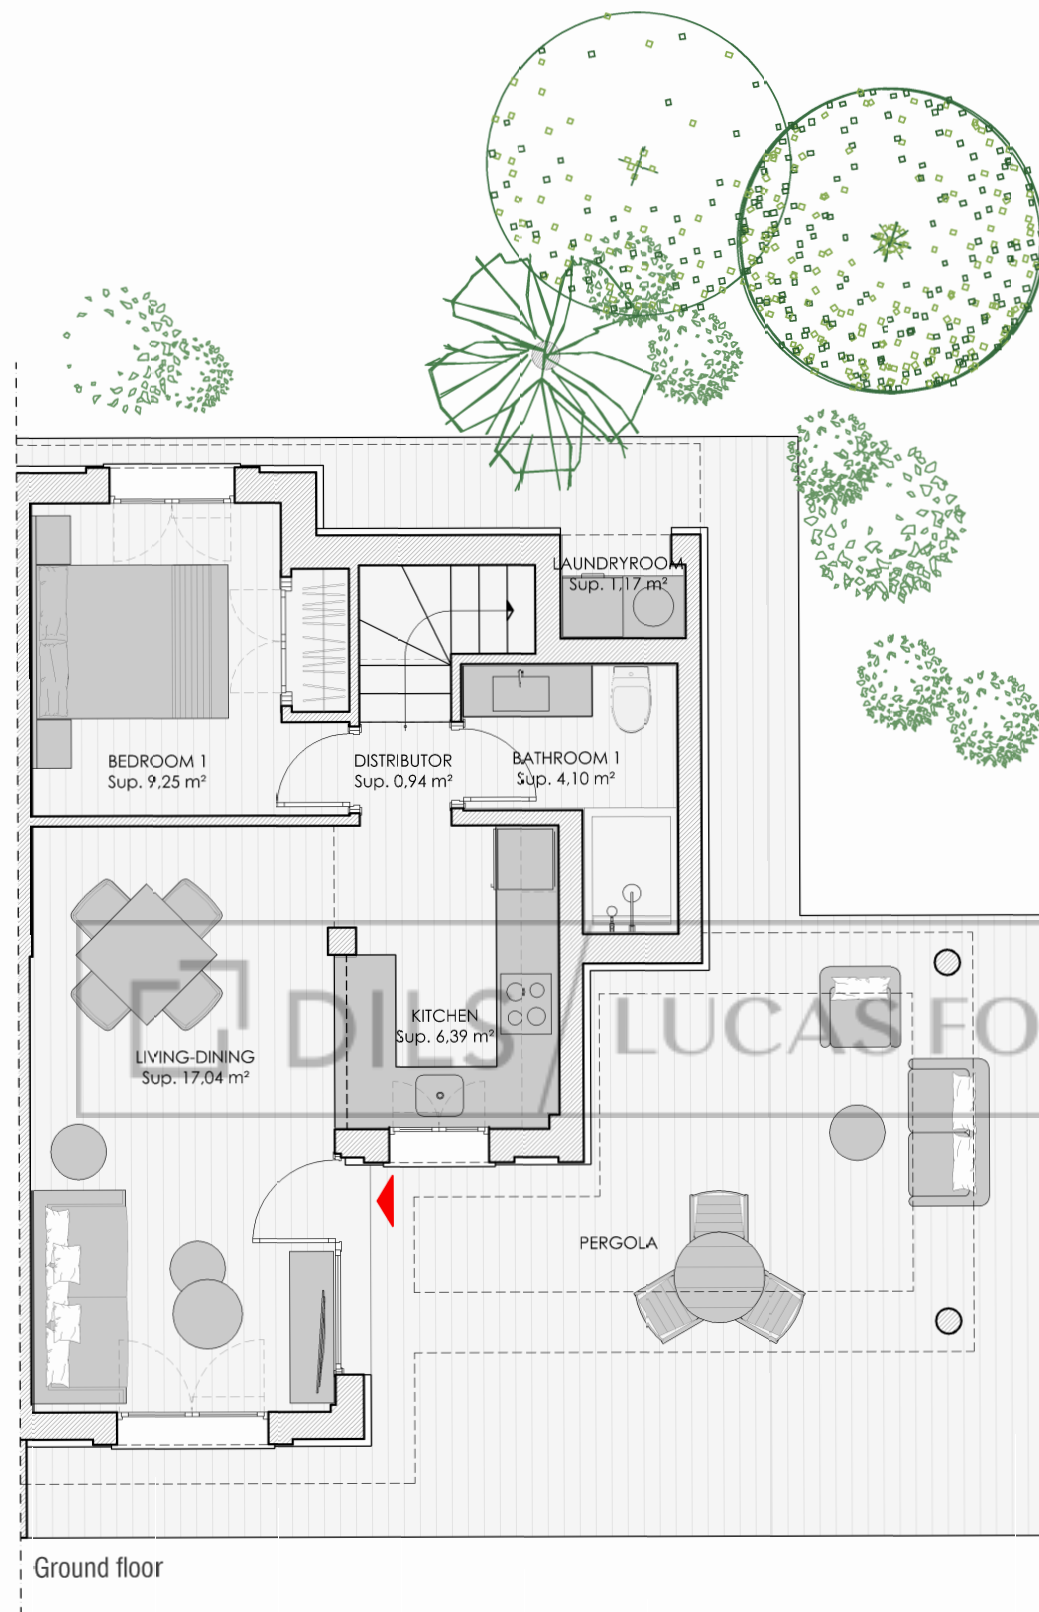 LAUNDRYROOM
Sup. 1,17 m²
BEDROOM 1
Sup. 9,25 m²
DISTRIBUTOR
Sup. 0,94 m²
BATHROOM 1
Sup. 4,10 m²
KITCHEN
Sup. 6,39 m²
DILS / LUCAS FO
LIVING-DINING
Sup. 17,04 m²
PERGOLA
Ground floor